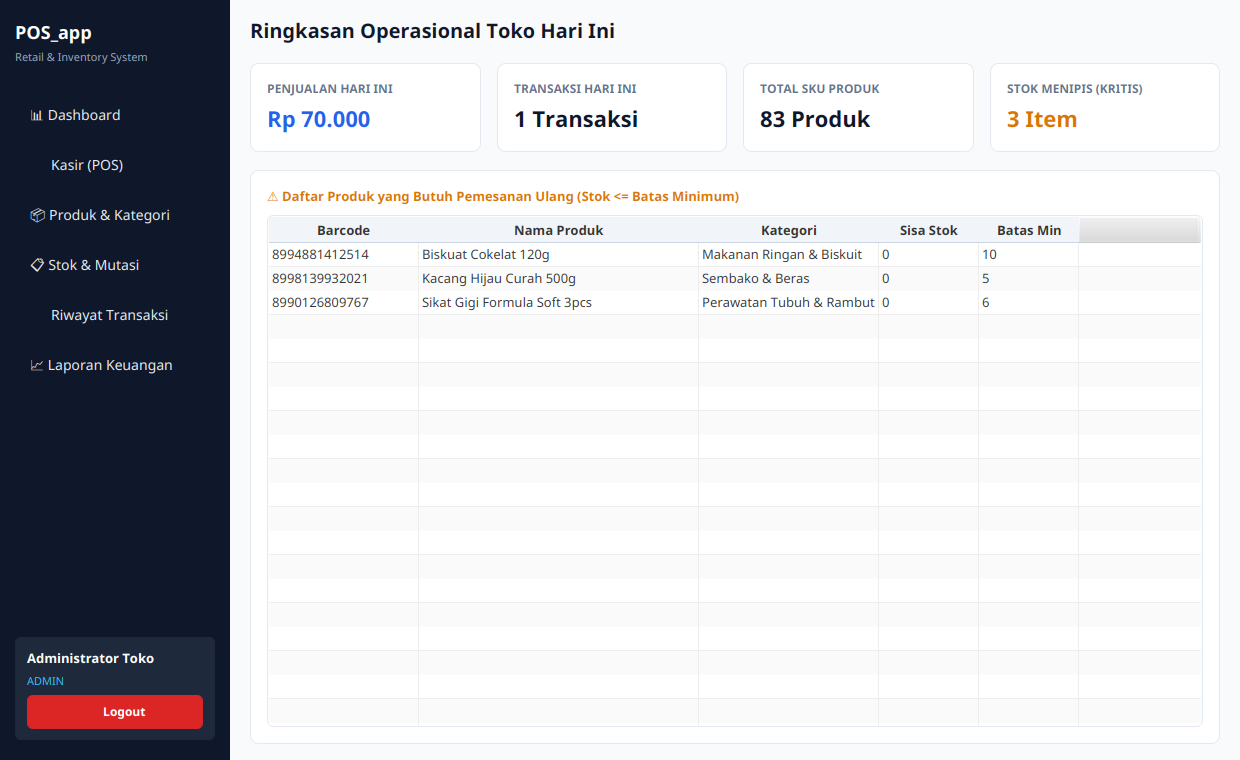 POS_app
Retail & Inventory System
📊 Dashboard
Kasir (POS)
📦 Produk & Kategori
📋 Stok & Mutasi
Riwayat Transaksi
📈 Laporan Keuangan
Administrator Toko
ADMIN
Logout
Ringkasan Operasional Toko Hari Ini
PENJUALAN HARI INI
Rp 70.000
TRANSAKSI HARI INI
1 Transaksi
TOTAL SKU PRODUK
83 Produk
STOK MENIPIS (KRITIS)
3 Item
⚠ Daftar Produk yang Butuh Pemesanan Ulang (Stok <= Batas Minimum)
Barcode Nama Produk Kategori Sisa Stok Batas Min
8994881412514 Biskuat Cokelat 120g Makanan Ringan & Biskuit 0 10
8998139932021 Kacang Hijau Curah 500g Sembako & Beras 0 5
8990126809767 Sikat Gigi Formula Soft 3pcs Perawatan Tubuh & Rambut 0 6